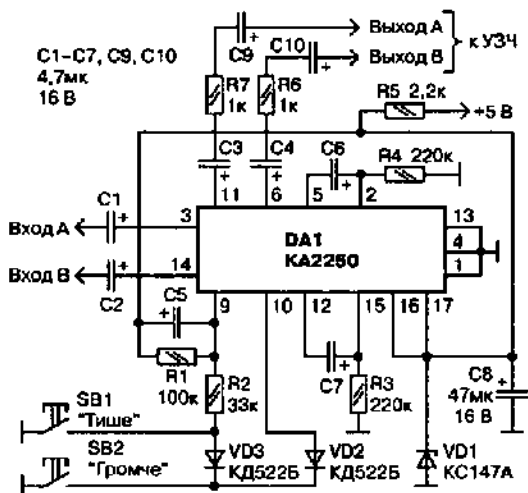 C1–C7, C9, C10
4,7мк
16 В
C9
C10
Выход A
Выход B
к УЗЧ
R7
1к
R6
1к
R5 2,2к
+5 В
C3
C4
C6
R4 220к
11
6
5
2
C1
Вход A
3
13
DA1
KA2250
4
Вход B
14
1
C2
9
10
12
15
16
17
C5
R1
100к
R2
33к
C7
R3
220к
C8
47мк
16 В
SB1
"Тише"
SB2
"Громче"
VD3
КД522Б
VD2
КД522Б
VD1
КС147А